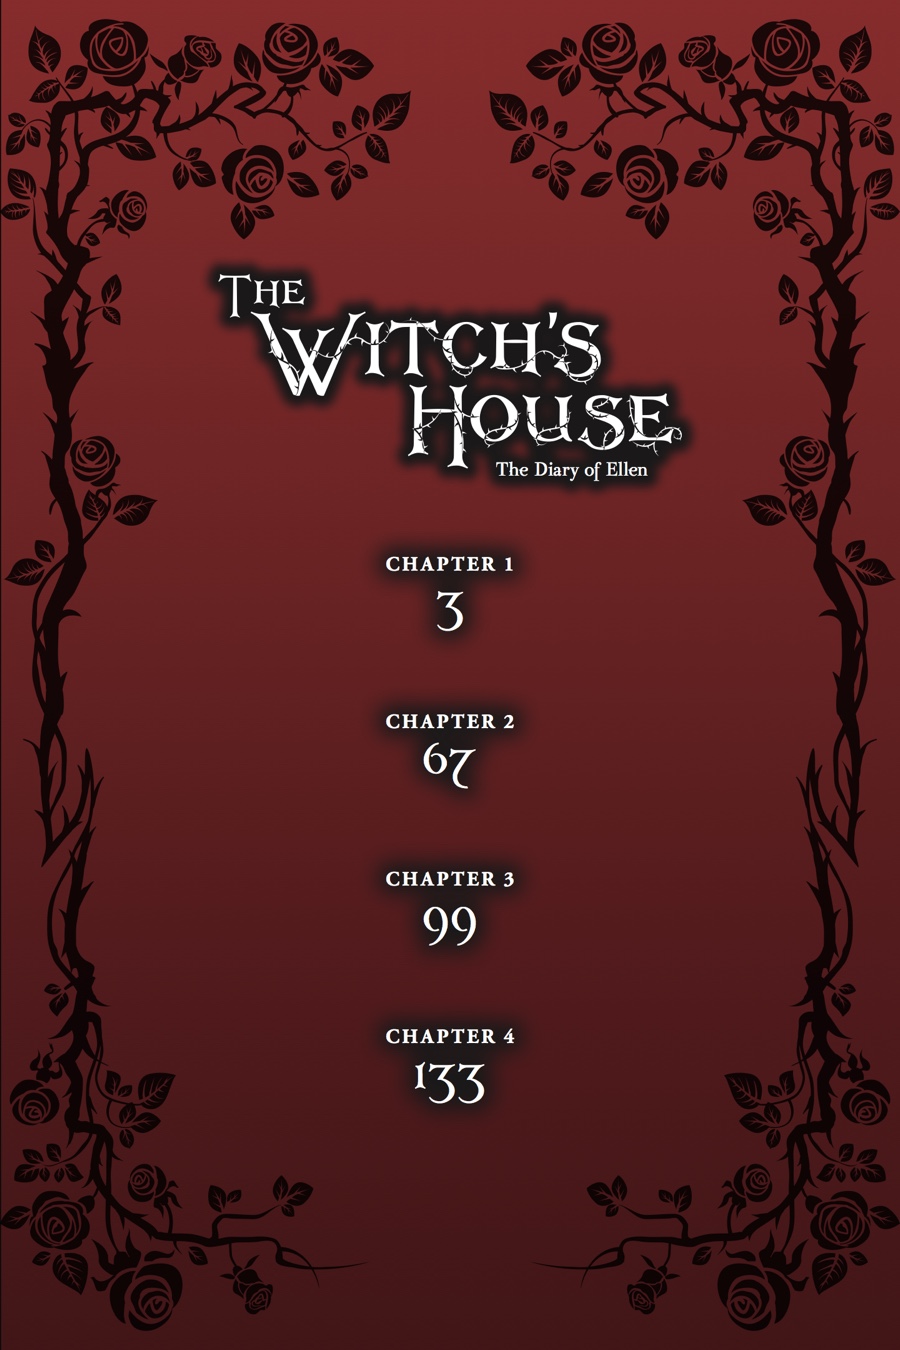 THE
WITCH'S
HOUSE
The Diary of Ellen
CHAPTER 1
3
CHAPTER 2
67
CHAPTER 3
99
CHAPTER 4
133